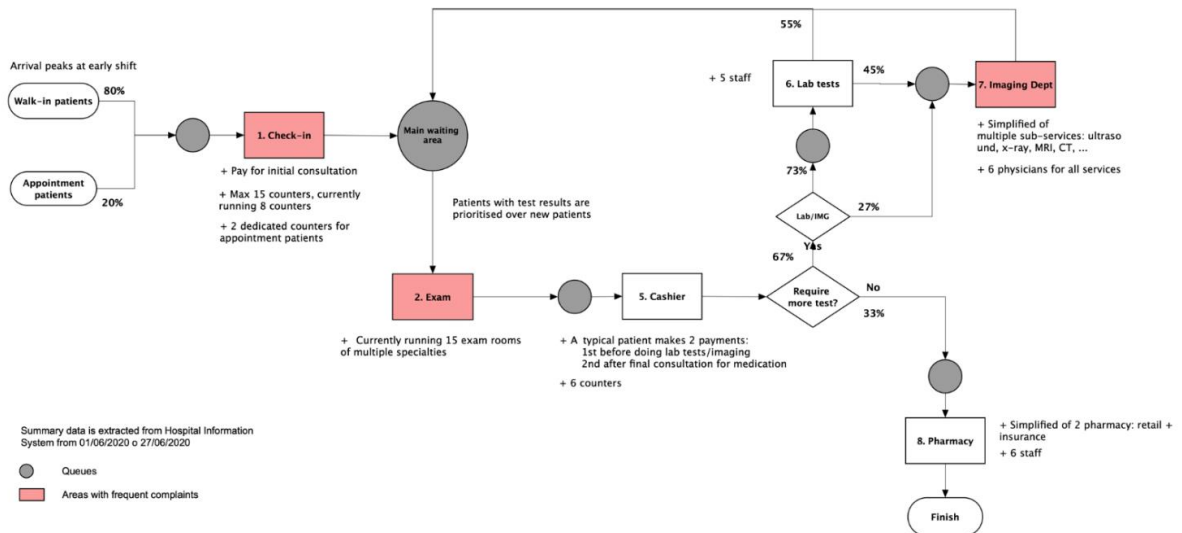 Arrival peaks at early shift
Walk-in patients
80%
Appointment
patients
20%
1. Check-in
+ Pay for initial consultation
+ Max 15 counters, currently
running 8 counters
+ 2 dedicated counters for
appointment patients
Main waiting
area
Patients with test results are
prioritised over new patients
2. Exam
+ Currently running 15 exam rooms
of multiple specialties
5. Cashier
+ A typical patient makes 2 payments:
1st before doing lab tests/imaging
2nd after final consultation for medication
+ 6 counters
Require
more test?
Yes
67%
No
33%
Lab/IMG
73%
27%
+ 5 staff
6. Lab tests
55%
45%
7. Imaging Dept
+ Simplified of
multiple sub-services: ultraso
und, x-ray, MRI, CT, ...
+ 6 physicians for all services
8. Pharmacy
+ Simplified of 2 pharmacy: retail +
insurance
+ 6 staff
Finish
Summary data is extracted from Hospital Information
System from 01/06/2020 o 27/06/2020
Queues
Areas with frequent complaints